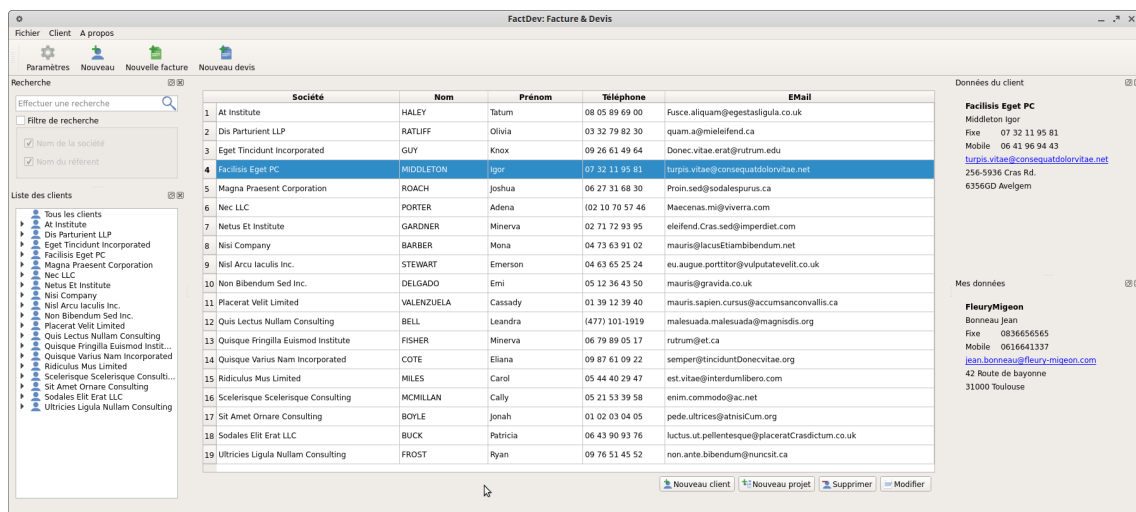 FactDev: Facture & Devis
Fichier Client A propos
Paramètres Nouveau Nouvelle facture Nouveau devis
Recherche
Effectuer une recherche
Filtre de recherche
Nom de la société
Nom du référent
Liste des clients
Tous les clients
At Institute
Dis Parturient LLP
Eget Tincidunt Incorporated
Facilisis Eget PC
Magna Praesent Corporation
Nec LLC
Netus Et Institute
Nisi Company
Nisl Arcu Iaculis Inc.
Non Bibendum Sed Inc.
Placerat Velit Limited
Quis Lectus Nullam Consulting
Quisque Fringilla Euismod Instit...
Quisque Varius Nam Incorporated
Ridiculus Mus Limited
Scelerisque Scelerisque Consulti...
Sit Amet Ornare Consulting
Sodales Elit Erat LLC
Ultricies Ligula Nullam Consulting
Société Nom Prénom Téléphone EMail
1 At Institute HALEY Tatum 08 05 89 69 00 Fusce.aliquam@egestasligula.co.uk
2 Dis Parturient LLP RATLIFF Olivia 03 32 79 82 30 quam.a@mieleifend.ca
3 Eget Tincidunt Incorporated GUY Knox 09 26 61 49 64 Donec.vitae.erat@rutrum.edu
4 Facilisis Eget PC MIDDLETON Igor 07 32 11 95 81 turpis.vitae@consequatdolorvitae.net
5 Magna Praesent Corporation ROACH Joshua 06 27 31 68 30 Proin.sed@sodalespurus.ca
6 Nec LLC PORTER Adena (02 10 70 57 46 Maecenas.mi@viverra.com
7 Netus Et Institute GARDNER Minerva 02 71 72 93 95 eleifend.Cras.sed@imperdiet.com
8 Nisi Company BARBER Mona 04 73 63 91 02 mauris@lacusEtiambibendum.net
9 Nisl Arcu Iaculis Inc. STEWART Emerson 04 63 65 25 24 eu.augue.porttitor@vulputatevelit.co.uk
10 Non Bibendum Sed Inc. DELGADO Emi 05 12 36 43 50 mauris@gravida.co.uk
11 Placerat Velit Limited VALENZUELA Cassady 01 39 12 39 40 mauris.sapien.cursus@accumsanconvallis.ca
12 Quis Lectus Nullam Consulting BELL Leandra (477) 101-1919 malesuada.malesuada@magnisdis.org
13 Quisque Fringilla Euismod Institute FISHER Minerva 06 79 89 05 17 rutrum@et.ca
14 Quisque Varius Nam Incorporated COTE Eliana 09 87 61 09 22 semper@tinciduntDonecvitae.org
15 Ridiculus Mus Limited MILES Carol 05 44 40 29 47 est.vitae@interdumlibero.com
16 Scelerisque Scelerisque Consulting MCMILLAN Cally 05 21 53 39 58 enim.commodo@ac.net
17 Sit Amet Ornare Consulting BOYLE Jonah 01 02 03 04 05 pede.ultrices@atnisiCum.org
18 Sodales Elit Erat LLC BUCK Patricia 06 43 90 93 76 luctus.ut.pellentesque@placeratCrasdictum.co.uk
19 Ultricies Ligula Nullam Consulting FROST Ryan 09 76 51 45 52 non.ante.bibendum@nuncsit.ca
Nouveau client Nouveau projet Supprimer Modifier
Données du client
Facilisis Eget PC
Middleton Igor
Fixe 07 32 11 95 81
Mobile 06 41 96 94 43
turpis.vitae@consequatdolorvitae.net
256-5936 Cras Rd.
6356GD Avelgem
Mes données
FleuryMigeon
Bonneau Jean
Fixe 0836656565
Mobile 0616641337
jean.bonneau@fleury-migeon.com
42 Route de bayonne
31000 Toulouse